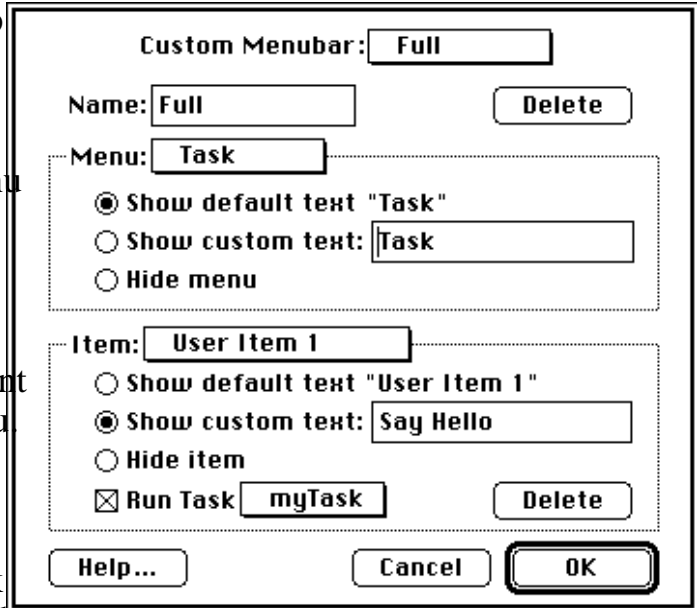 Custom Menubar: Full
Name: Full Delete
Menu: Task
Show default text "Task"
Show custom text: Task
Hide menu
Item: User Item 1
Show default text "User Item 1"
Show custom text: Say Hello
Hide item
Run Task myTask Delete
Help... Cancel OK